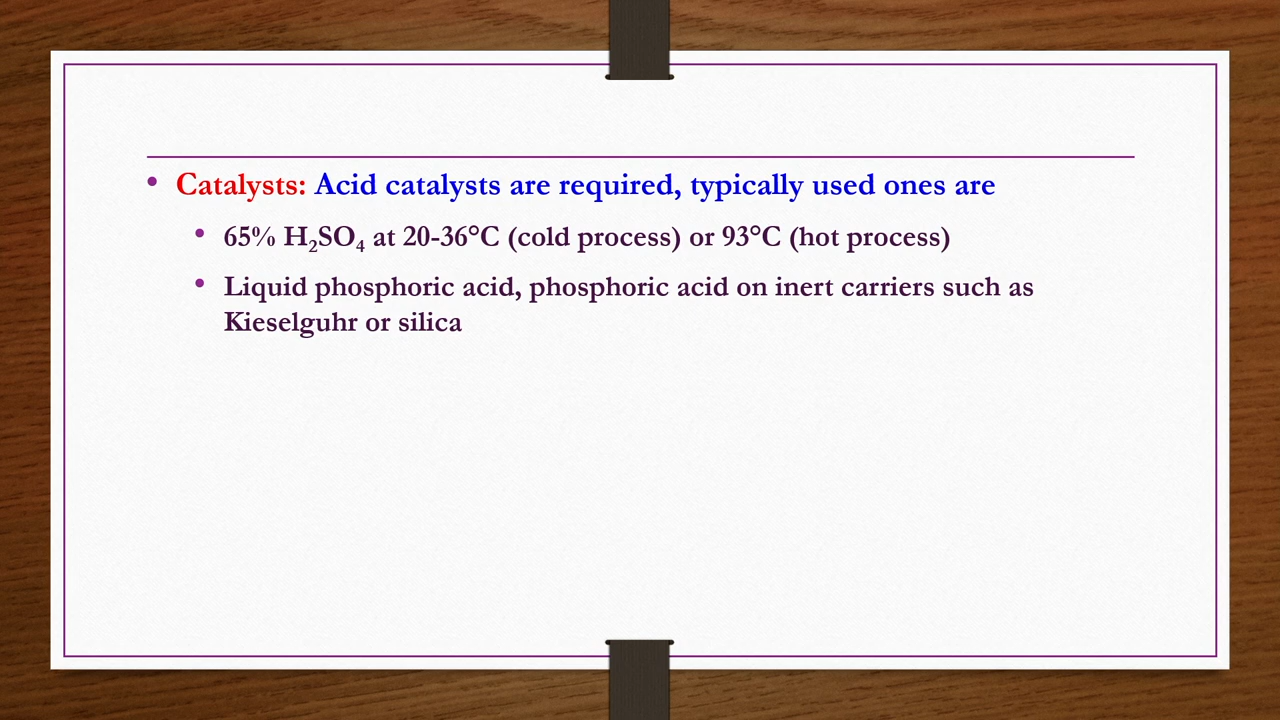 • Catalysts: Acid catalysts are required, typically used ones are
• 65% H₂SO₄ at 20-36°C (cold process) or 93°C (hot process)
• Liquid phosphoric acid, phosphoric acid on inert carriers such as
Kieselguhr or silica